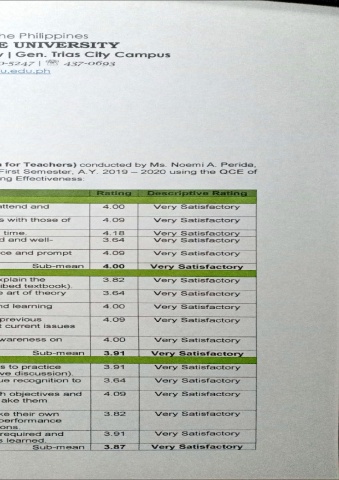 he Philippines
E UNIVERSITY
y | Gen. Trias City Campus
0-5247 | ☏ 437-0693
u.edu.ph
n for Teachers) conducted by Ms. Noemi A. Peride,
First Semester, A.Y. 2019 – 2020 using the QCE of
ng Effectiveness.
Rating Descriptive Rating
attend and 4.00 Very Satisfactory
s with those of 4.09 Very Satisfactory
time. 4.18 Very Satisfactory
d and well- 3.64 Very Satisfactory
ce and prompt 4.09 Very Satisfactory
Sub-mean 4.00 Very Satisfactory
xplain the 3.82 Very Satisfactory
ibed textbook).
e art of theory 3.64 Very Satisfactory
nd learning 4.00 Very Satisfactory
previous 4.09 Very Satisfactory
t current issues
wareness on 4.00 Very Satisfactory
Sub-mean 3.91 Very Satisfactory
s to practice 3.91 Very Satisfactory
ve discussion).
ue recognition to 3.64 Very Satisfactory
h objectives and 4.09 Very Satisfactory
ake them
ke their own 3.82 Very Satisfactory
performance
ons.
required and 3.91 Very Satisfactory
s learned.
Sub-mean 3.87 Very Satisfactory